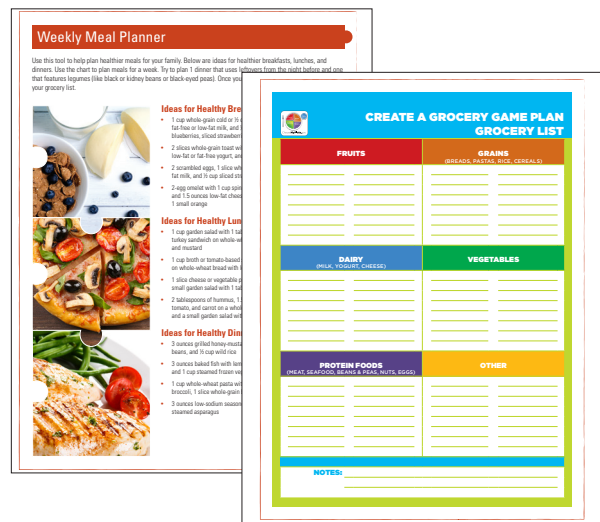 Weekly Meal Planner
Use this tool to help plan healthier meals for your family. Below are ideas for healthier breakfasts, lunches, and
dinners. Use the chart to plan meals for a week. Try to plan 1 dinner that uses leftovers from the night before and one
that features legumes (like black or kidney beans or black-eyed peas). Once you
your grocery list.
Ideas for Healthy Bre
• 1 cup whole-grain cold or ½
fat-free or low-fat milk, and
blueberries, sliced strawberr
• 2 slices whole-grain toast wi
low-fat or fat-free yogurt, an
• 2 scrambled eggs, 1 slice wh
fat milk, and ½ cup sliced str
• 2-egg omelet with 1 cup spin
and 1.5 ounces low-fat chees
1 small orange
Ideas for Healthy Lun
• 1 cup garden salad with 1 tab
turkey sandwich on whole-w
and mustard
• 1 cup broth or tomato-based
on whole-wheat bread with
• 1 slice cheese or vegetable p
small garden salad with 1 tab
• 2 tablespoons of hummus, 1
tomato, and carrot on a whol
and a small garden salad wit
Ideas for Healthy Din
• 3 ounces grilled honey-musta
beans, and ½ cup wild rice
• 3 ounces baked fish with lem
and 1 cup steamed frozen ve
• 1 cup whole-wheat pasta wit
broccoli, 1 slice whole-grain
• 3 ounces low-sodium season
steamed asparagus
CREATE A GROCERY GAME PLAN
GROCERY LIST
FRUITS
GRAINS
(BREADS, PASTAS, RICE, CEREALS)
DAIRY
(MILK, YOGURT, CHEESE)
VEGETABLES
PROTEIN FOODS
(MEAT, SEAFOOD, BEANS & PEAS, NUTS, EGGS)
OTHER
NOTES: